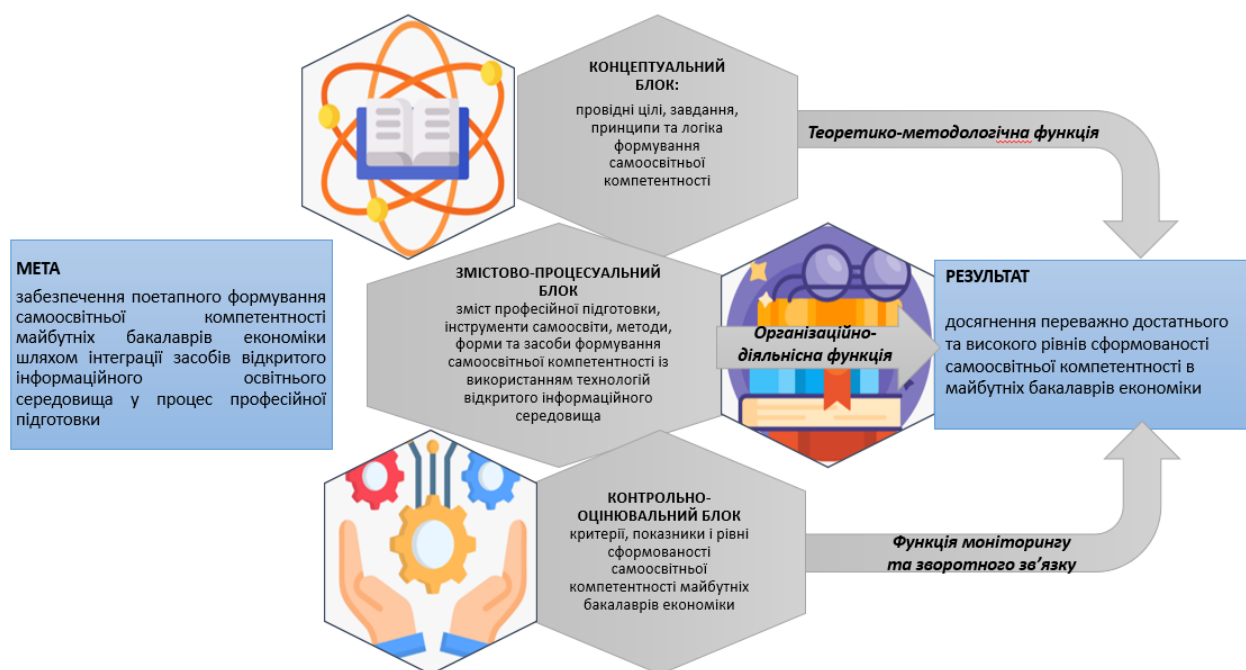 КОНЦЕПТУАЛЬНИЙ
БЛОК:
провідні цілі, завдання,
принципи та логіка
формування
самоосвітньої
компетентності
Теоретико-методологічна функція
МЕТА
забезпечення поетапного формування
самоосвітньої компетентності
майбутніх бакалаврів економіки
шляхом інтеграції засобів відкритого
інформаційного освітнього
середовища у процес професійної
підготовки
ЗМІСТОВО-ПРОЦЕСУАЛЬНИЙ
БЛОК
зміст професійної підготовки,
інструменти самоосвіти, методи,
форми та засоби формування
самоосвітньої компетентності із
використанням технологій
відкритого інформаційного
середовища
Організаційно-
діяльнісна функція
РЕЗУЛЬТАТ
досягнення переважно достатнього
та високого рівнів сформованості
самоосвітньої компетентності в
майбутніх бакалаврів економіки
КОНТРОЛЬНО-
ОЦІНЮВАЛЬНИЙ БЛОК
критерії, показники і рівні
сформованості
самоосвітньої
компетентності майбутніх
бакалаврів економіки
Функція моніторингу
та зворотного зв’язку